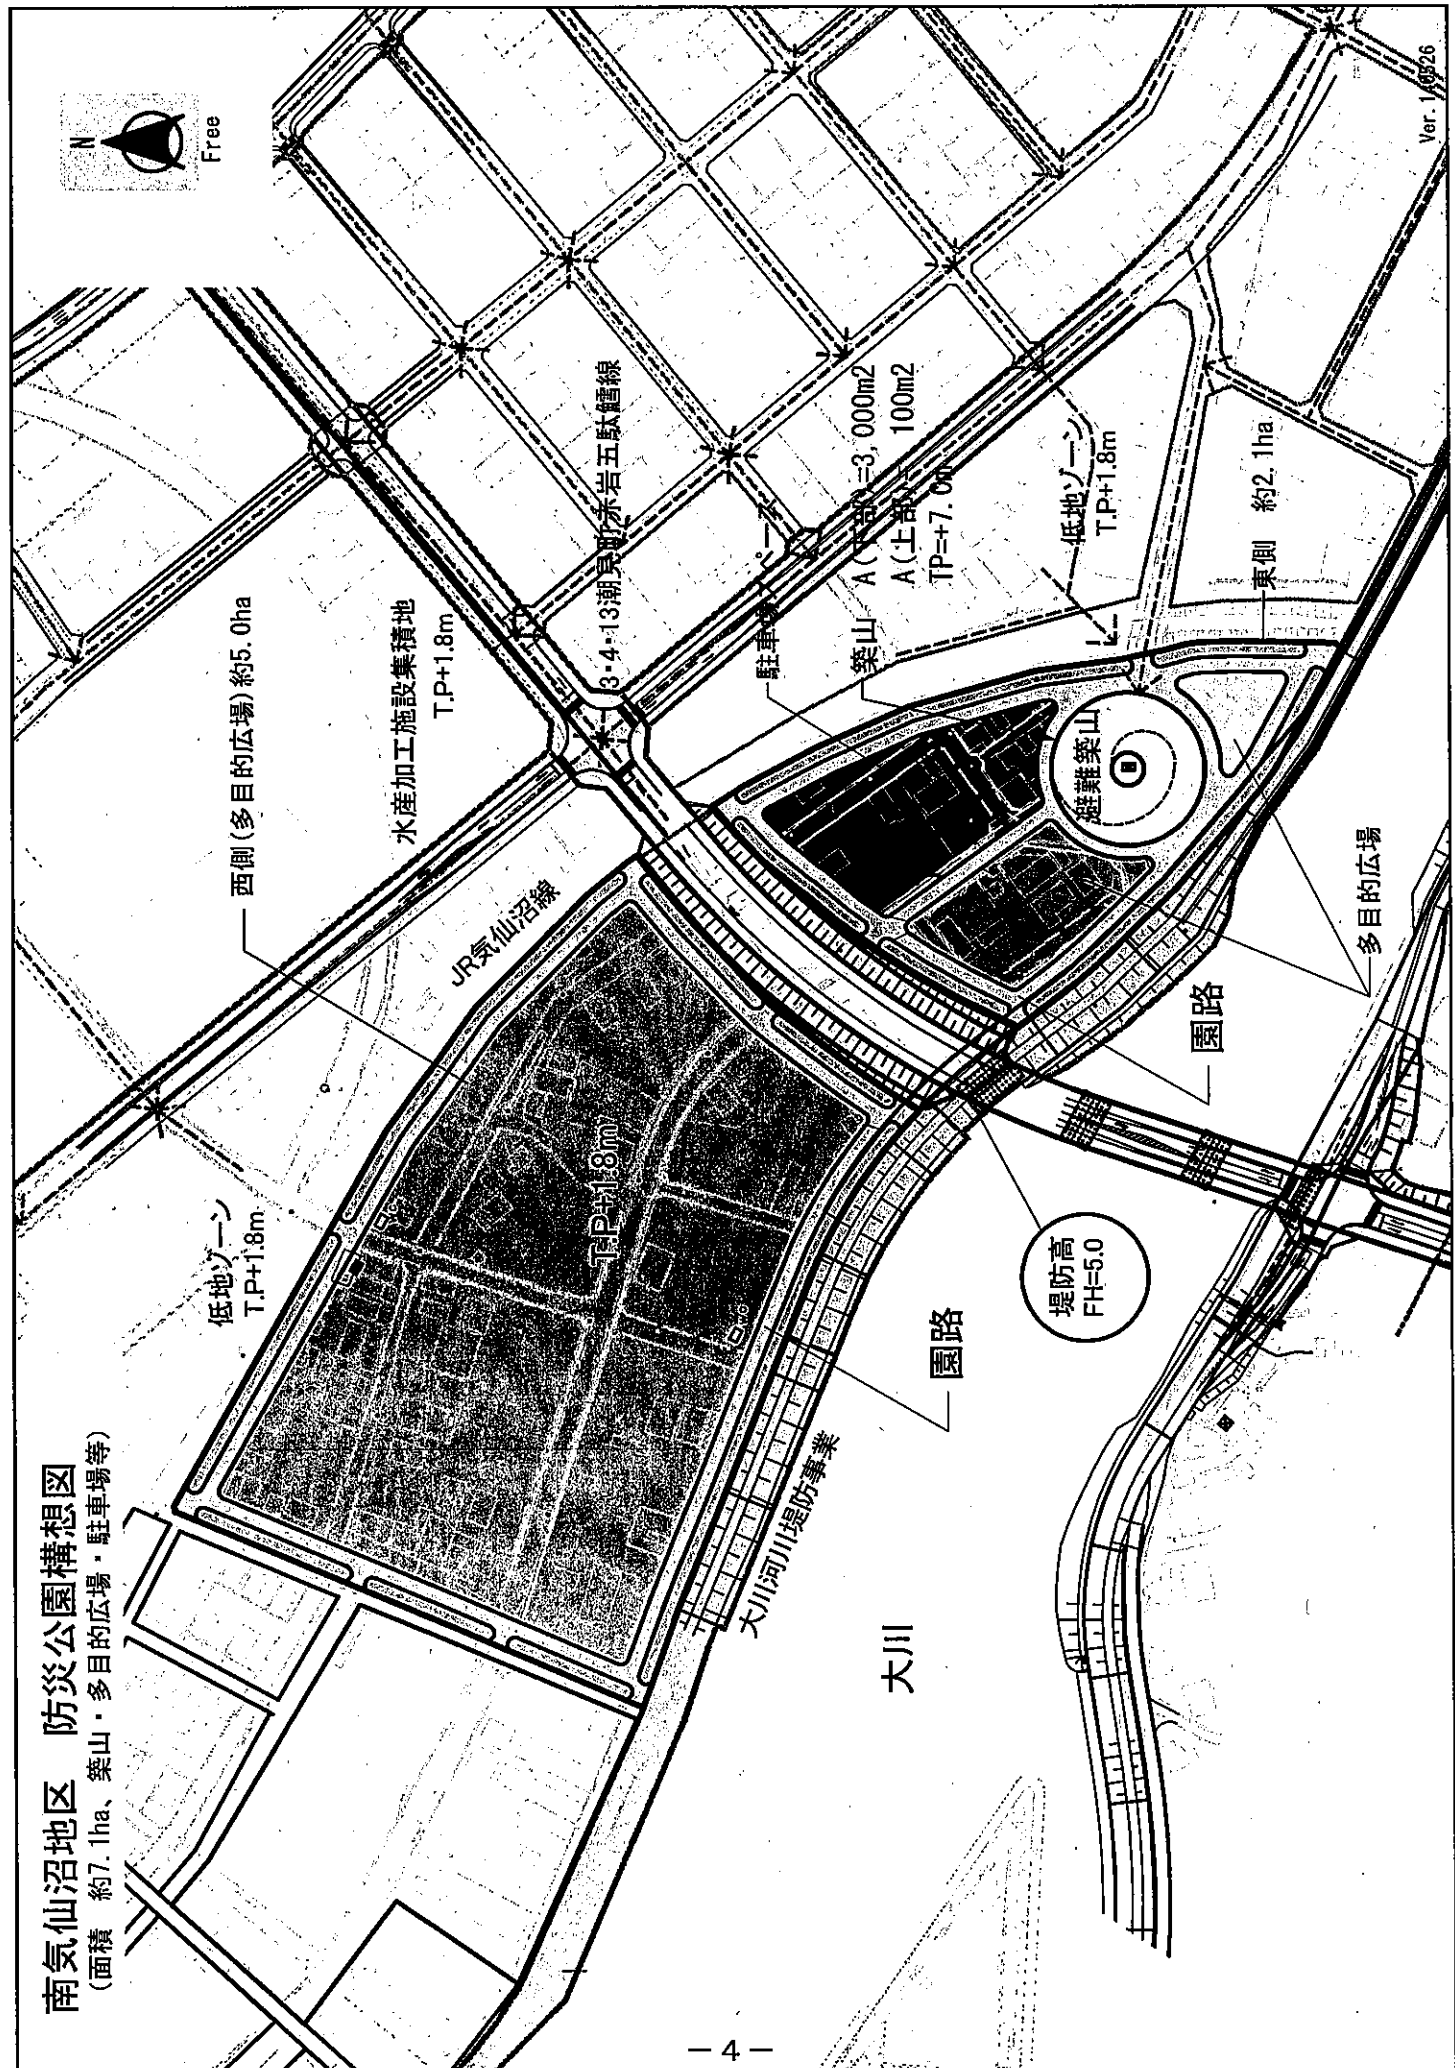 南気仙沼地区 防災公園構想図
(面積 約7.1ha、築山・多目的広場・駐車場等)
N
Free
西側(多目的広場)約5.0ha
水産加工施設集積地
T.P+1.8m
低地ゾーン
T.P+1.8m
JR気仙沼線
3・4・13潮見町赤岩五駄鱈線
T.P+1.8m
駐車場スペース
築山
A(下部)=3,000m2
A(上部)= 100m2
TP=+7.0m
低地ゾーン
T.P+1.8m
避難築山
東側 約2.1ha
多目的広場
園路
園路
堤防高
FH=5.0
大川河川堤防事業
大川
Ver.
－4－